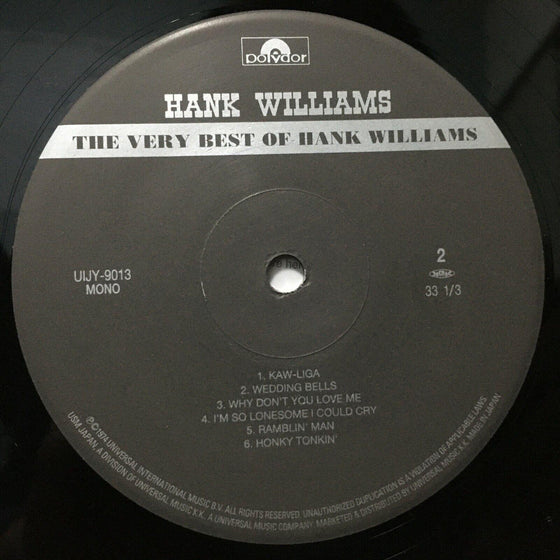 polydor
HANK WILLIAMS
THE VERY BEST OF HANK WILLIAMS
UIJY-9013
MONO
2
33 1/3
1. KAW-LIGA
2. WEDDING BELLS
3. WHY DON'T YOU LOVE ME
4. I'M SO LONESOME I COULD CRY
5. RAMBLIN' MAN
6. HONKY TONKIN'
℗©1974 UNIVERSAL INTERNATIONAL MUSIC B.V. ALL RIGHTS RESERVED. UNAUTHORIZED DUPLICATION IS A VIOLATION OF APPLICABLE LAWS.
USM JAPAN, A DIVISION OF UNIVERSAL MUSIC K.K. A UNIVERSAL MUSIC COMPANY. MARKETED & DISTRIBUTED BY UNIVERSAL MUSIC K.K. MADE IN JAPAN.